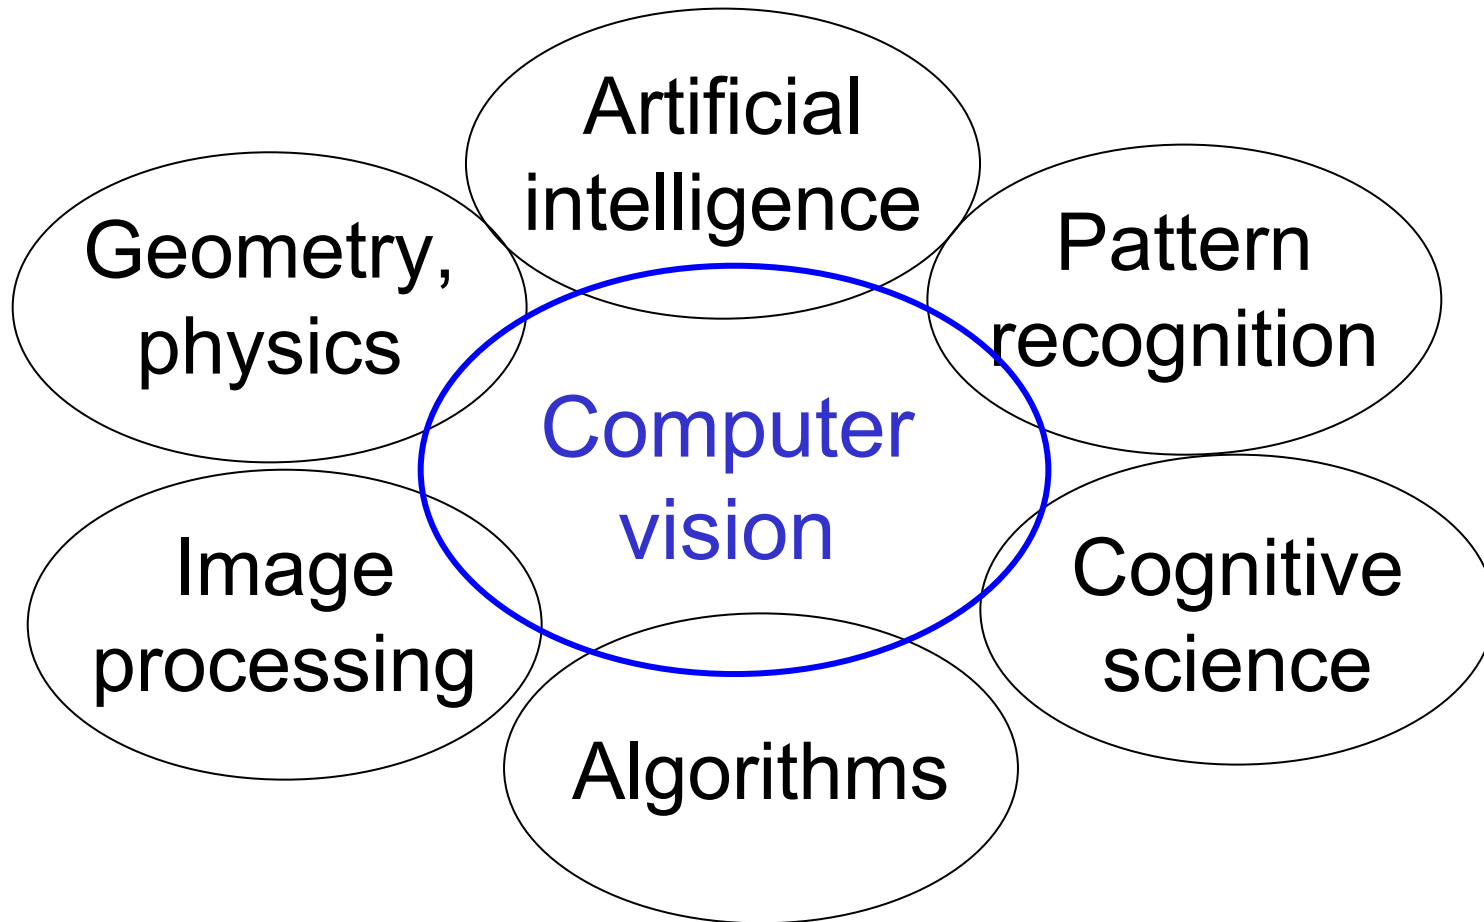 Artificial
intelligence
Geometry,
physics
Pattern
recognition
Computer
vision
Image
processing
Cognitive
science
Algorithms